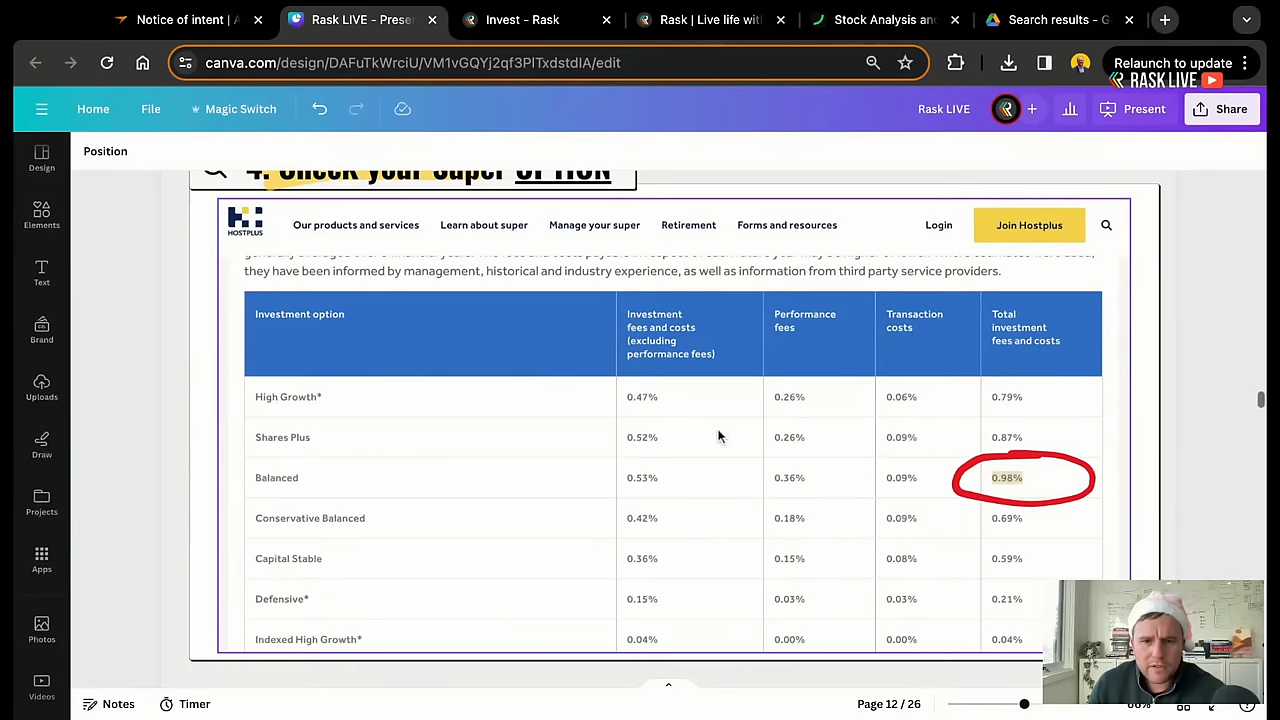 Notice of intent | A
Rask LIVE - Prese
Invest - Rask
Rask | Live life wit
Stock Analysis an
Search results - G
canva.com/design/DAFuTkWrciU/VM1vGQYj2qf3PlTxdstdlA/edit
Relaunch to update
RASK LIVE
Home
File
Magic Switch
Rask LIVE
Present
Share
Position
Design
Elements
Text
Brand
Uploads
Draw
Projects
Apps
Photos
Videos
4. Check your super OPTION
HOSTPLUS
Our products and services
Learn about super
Manage your super
Retirement
Forms and resources
Login
Join Hostplus
they have been informed by management, historical and industry experience, as well as information from third party service providers.
Investment option
Investment fees and costs (excluding performance fees)
Performance fees
Transaction costs
Total investment fees and costs
High Growth* 0.47% 0.26% 0.06% 0.79%
Shares Plus 0.52% 0.26% 0.09% 0.87%
Balanced 0.53% 0.36% 0.09% 0.98%
Conservative Balanced 0.42% 0.18% 0.09% 0.69%
Capital Stable 0.36% 0.15% 0.08% 0.59%
Defensive* 0.15% 0.03% 0.03% 0.21%
Indexed High Growth* 0.04% 0.00% 0.00% 0.04%
Notes
Timer
Page 12 / 26